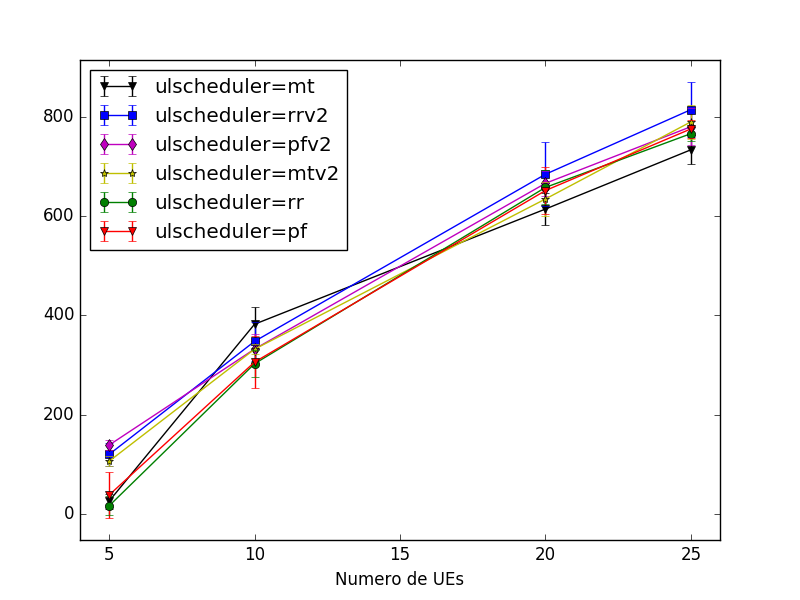 ulscheduler=mt
ulscheduler=rrv2
ulscheduler=pfv2
ulscheduler=mtv2
ulscheduler=rr
ulscheduler=pf
800
600
400
200
0
5 10 15 20 25
Numero de UEs